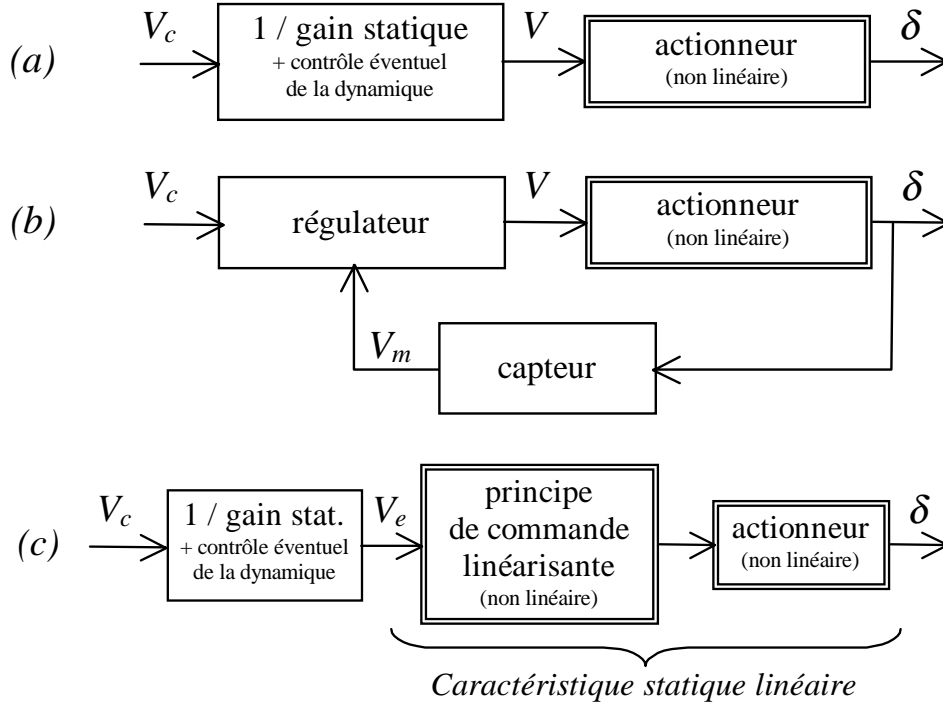 (a)
V_c
1 / gain statique
+ contrôle éventuel
de la dynamique
V
actionneur
(non linéaire)
δ
(b)
V_c
régulateur
V
actionneur
(non linéaire)
δ
V_m
capteur
(c)
V_c
1 / gain stat.
+ contrôle éventuel
de la dynamique
V_e
principe
de commande
linéarisante
(non linéaire)
actionneur
(non linéaire)
δ
Caractéristique statique linéaire